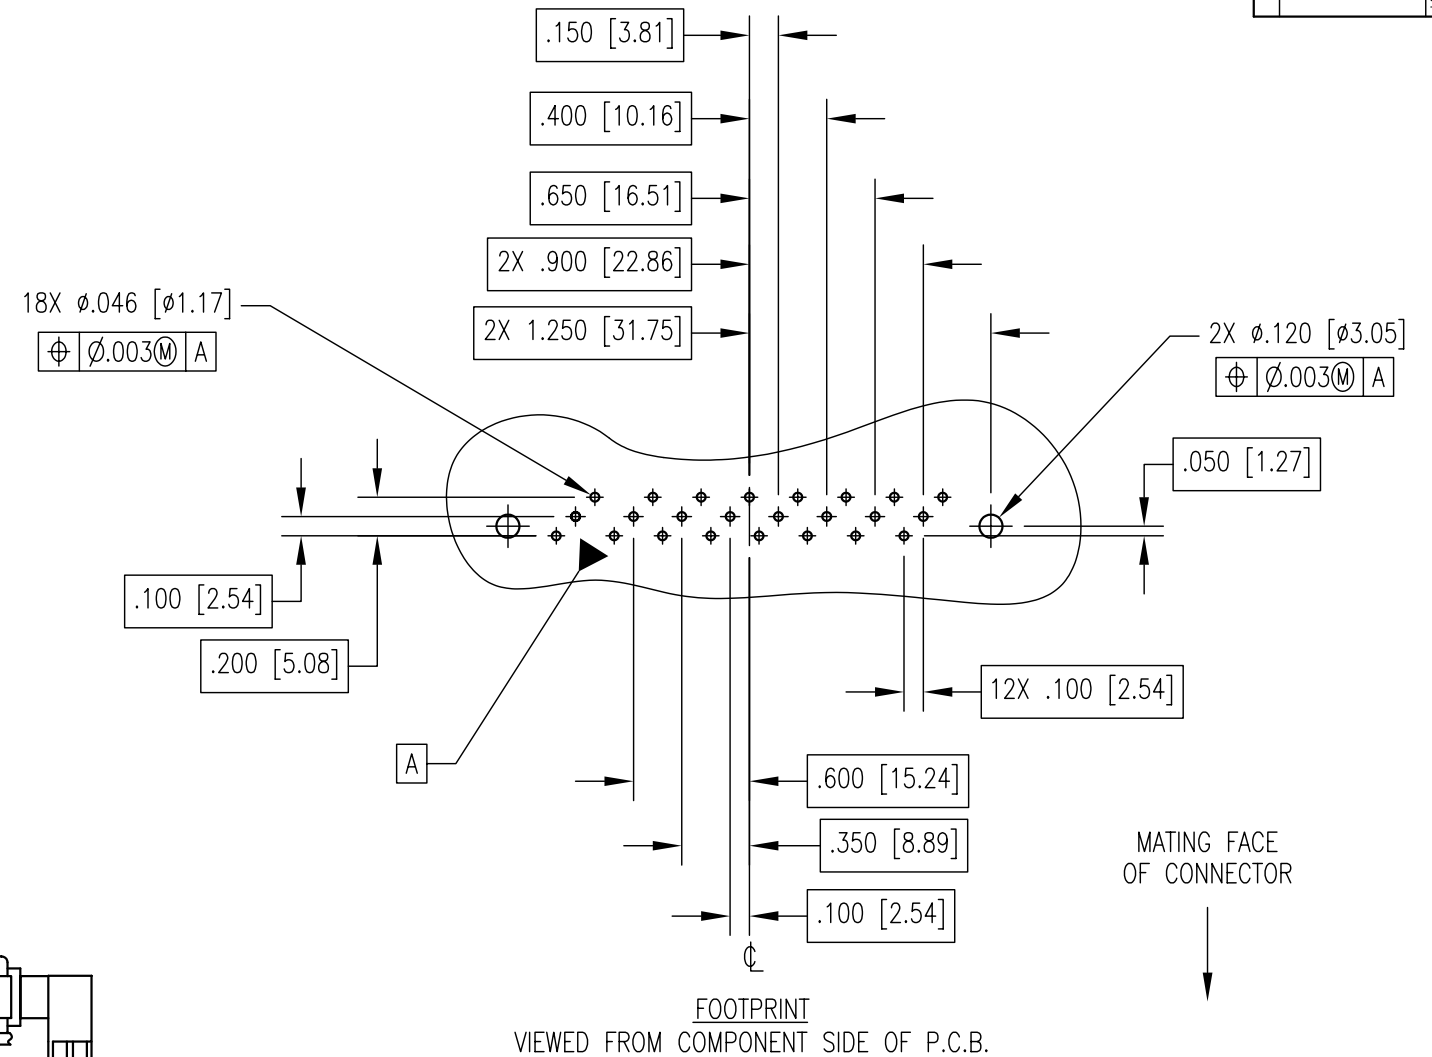 .150 [3.81]
.400 [10.16]
.650 [16.51]
2X .900 [22.86]
18X ⌀.046 [⌀1.17]
2X 1.250 [31.75]
2X ⌀.120 [⌀3.05]
⌖ ⌀.003Ⓜ A
⌖ ⌀.003Ⓜ A
.050 [1.27]
.100 [2.54]
.200 [5.08]
12X .100 [2.54]
A
.600 [15.24]
.350 [8.89]
MATING FACE
OF CONNECTOR
.100 [2.54]
℄
FOOTPRINT
VIEWED FROM COMPONENT SIDE OF P.C.B.